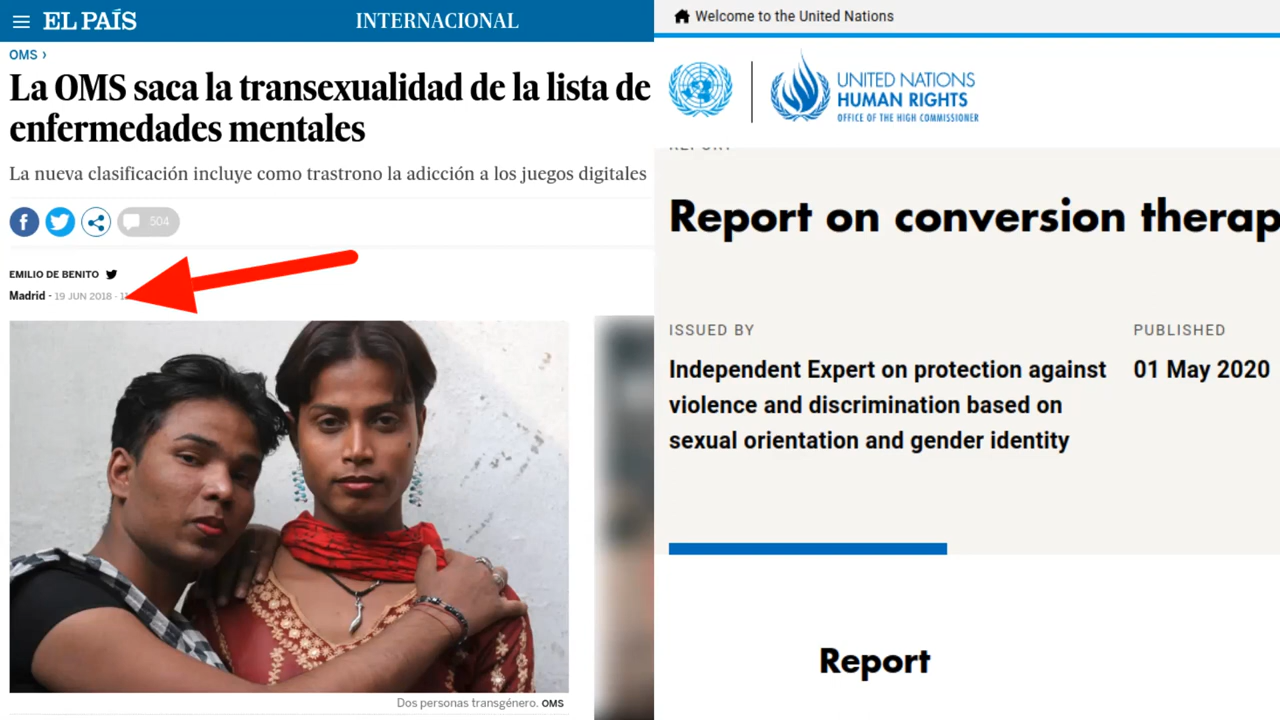 EL PAÍS
INTERNACIONAL
OMS ›
La OMS saca la transexualidad de la lista de
enfermedades mentales
La nueva clasificación incluye como trastrono la adicción a los juegos digitales
504
EMILIO DE BENITO
Madrid - 19 JUN 2018 -
Dos personas transgénero. OMS
Welcome to the United Nations
UNITED NATIONS
HUMAN RIGHTS
OFFICE OF THE HIGH COMMISSIONER
REPORT
Report on conversion therap
ISSUED BY
Independent Expert on protection against
violence and discrimination based on
sexual orientation and gender identity
PUBLISHED
01 May 2020
Report